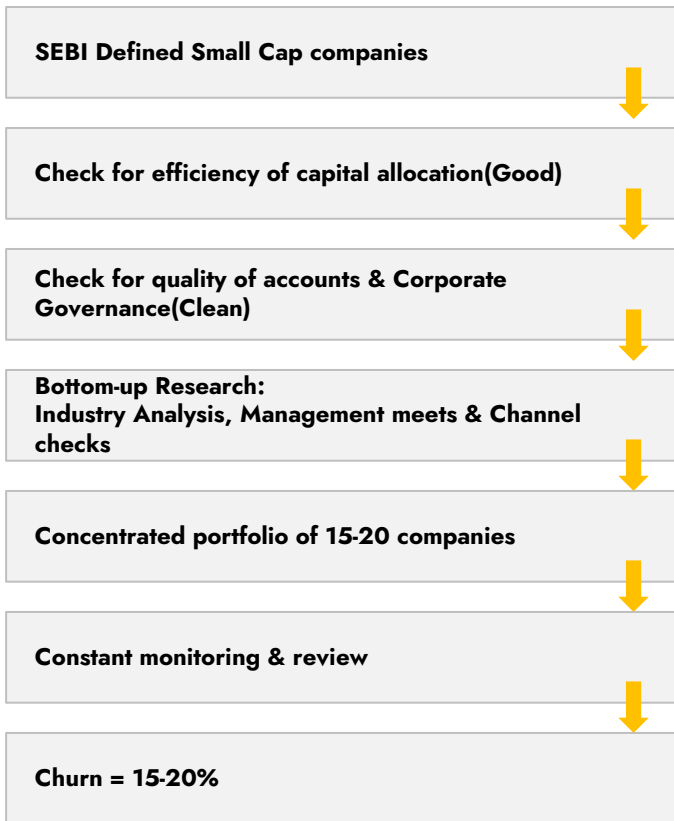 SEBI Defined Small Cap companies
Check for efficiency of capital allocation(Good)
Check for quality of accounts & Corporate
Governance(Clean)
Bottom-up Research:
Industry Analysis, Management meets & Channel
checks
Concentrated portfolio of 15-20 companies
Constant monitoring & review
Churn = 15-20%